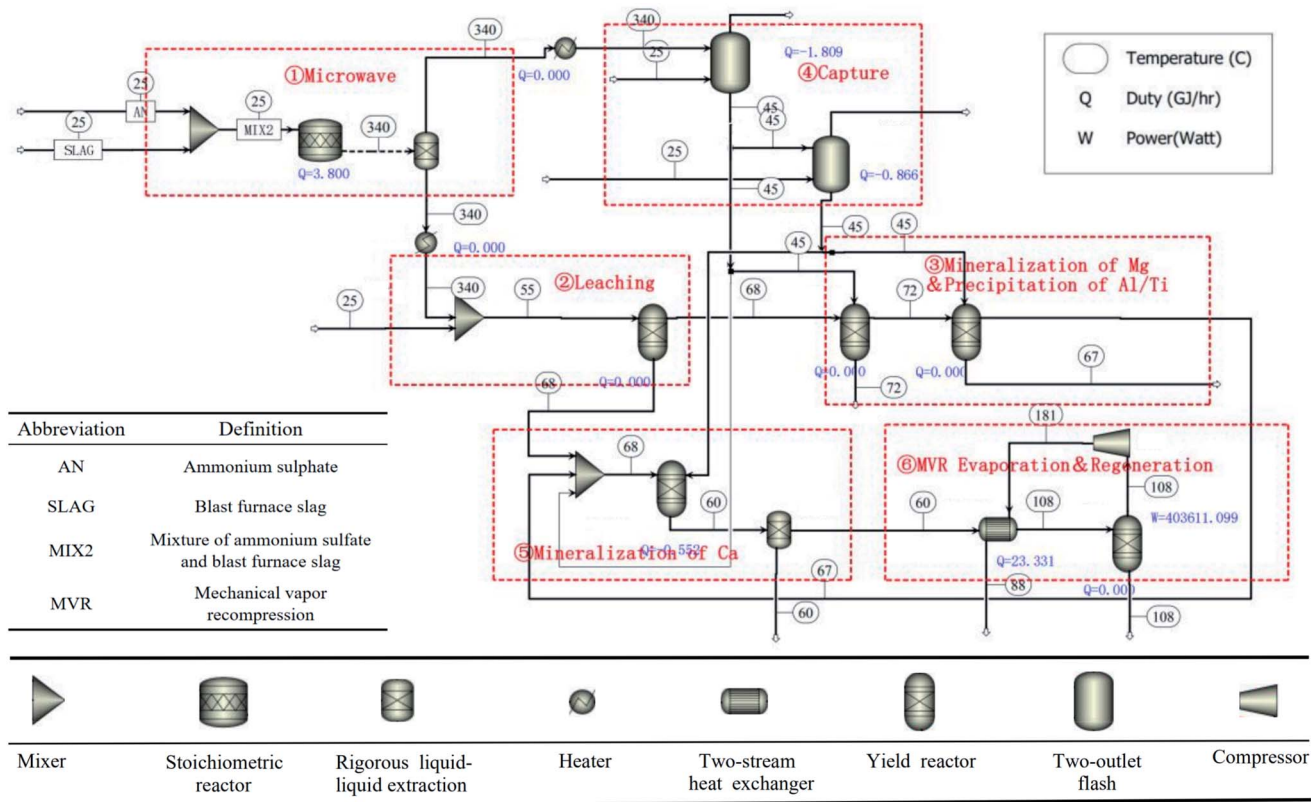 340
340
340
Q=-1.809
Temperature (C)
①Microwave
Q=0.000
25
④Capture
25
AN
25
MIX2
340
Q
Duty (GJ/hr)
25
SLAG
45
45
W
Power(Watt)
Q=3.800
25
45
Q=-0.866
340
45
45
45
Q=0.000
③Mineralization of Mg
&Precipitation of Al/Ti
②Leaching
340
55
68
72
25
Q=0.000
Q=0.000
Q=0.000
67
72
68
Abbreviation
Definition
181
AN
Ammonium sulphate
68
⑥MVR Evaporation&Regeneration
108
SLAG
Blast furnace slag
60
60
108
W=403611.099
MIX2
Mixture of ammonium sulfate
and blast furnace slag
⑤Mineralization of Ca
Q=-0.552
Q=23.331
67
88
Q=0.000
MVR
Mechanical vapor
recompression
60
108
Mixer
Stoichiometric
reactor
Rigorous liquid-
liquid extraction
Heater
Two-stream
heat exchanger
Yield reactor
Two-outlet
flash
Compressor